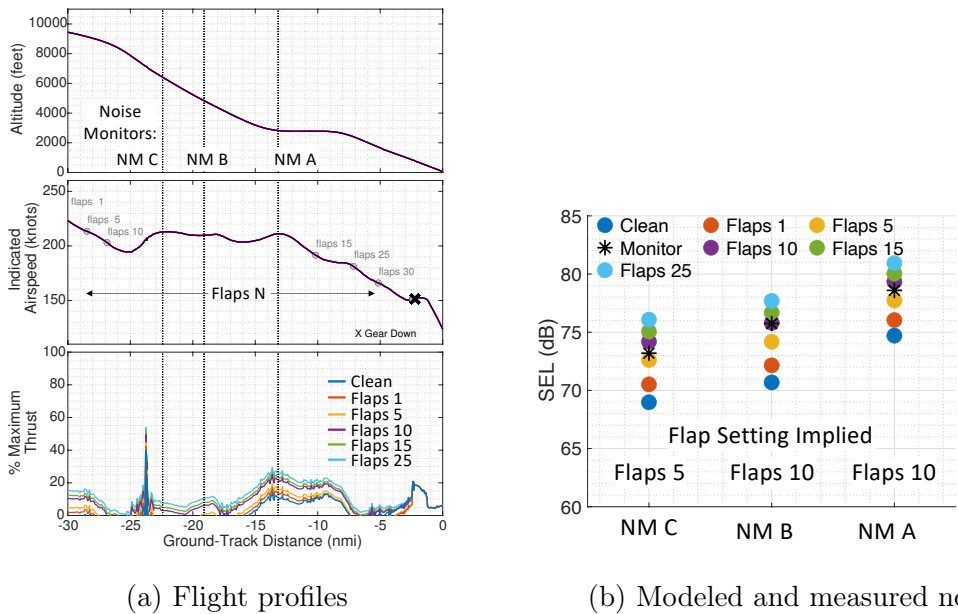 10000
8000
6000
4000
2000
0
Altitude (feet)
Noise
Monitors:
NM C
NM B
NM A
250
200
150
100
Indicated
Airspeed (knots)
flaps 1
flaps 5
flaps 10
flaps 15
flaps 25
flaps 30
Flaps N
X Gear Down
100
80
60
40
20
0
% Maximum
Thrust
Clean
Flaps 1
Flaps 5
Flaps 10
Flaps 15
Flaps 25
-30 -25 -20 -15 -10 -5 0
Ground-Track Distance (nmi)
(a) Flight profiles
85
80
75
70
65
60
SEL (dB)
Clean Flaps 1 Flaps 5
Monitor Flaps 10 Flaps 15
Flaps 25
Flap Setting Implied
Flaps 5 Flaps 10 Flaps 10
NM C NM B NM A
(b) Modeled and measured